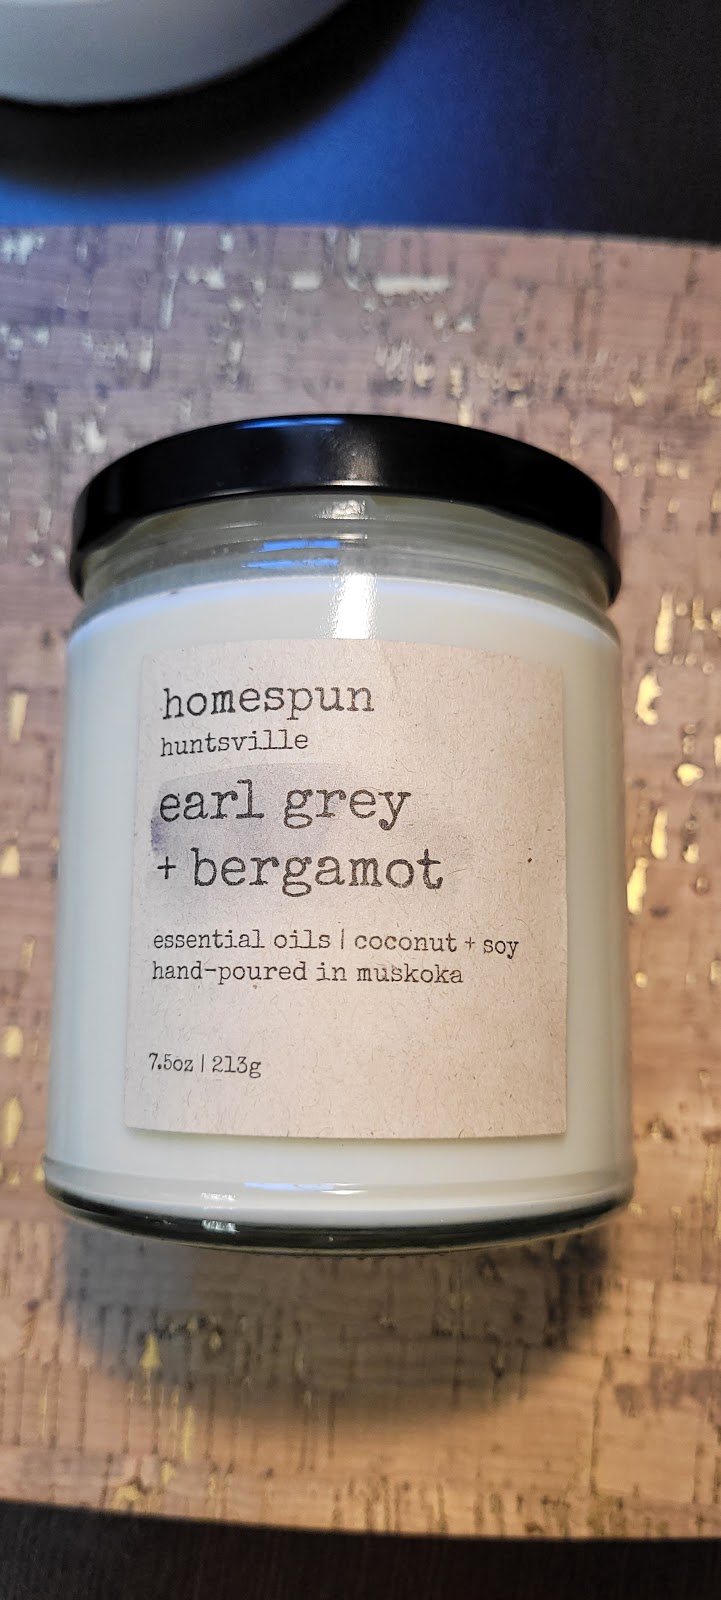 homespun
huntsville
earl grey
+ bergamot
essential oils | coconut + soy
hand-poured in muskoka
7.5oz | 213g